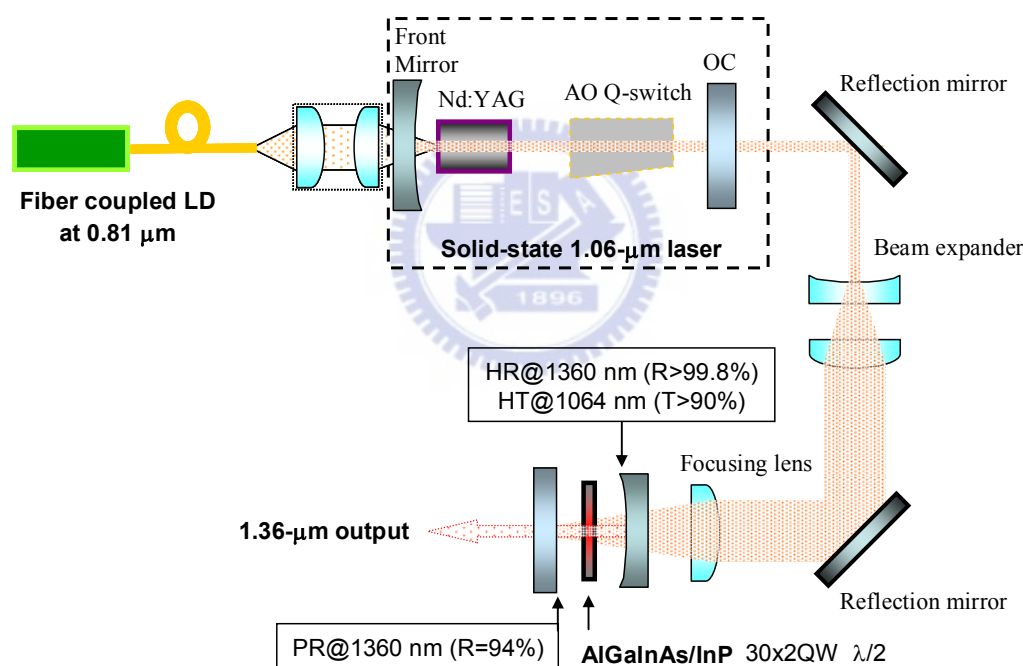 Front
Mirror
Nd:YAG
AO Q-switch
OC
Reflection mirror
Fiber coupled LD
at 0.81 μm
Solid-state 1.06-μm laser
ESA
1896
Beam expander
HR@1360 nm (R>99.8%)
HT@1064 nm (T>90%)
Focusing lens
1.36-μm output
Reflection mirror
PR@1360 nm (R=94%)
AlGaInAs/InP 30x2QW λ/2